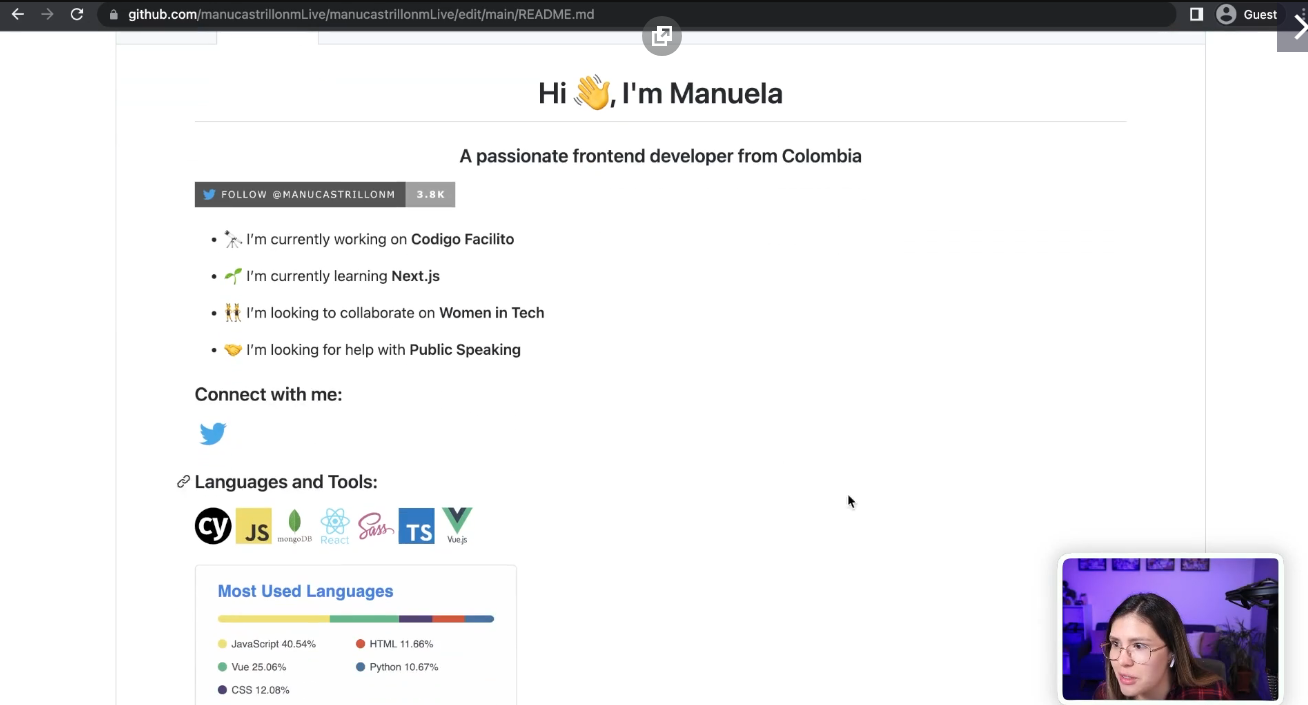 github.com/manucastrillonmLive/manucastrillonmLive/edit/main/README.md
Guest
Hi 👋, I'm Manuela
A passionate frontend developer from Colombia
FOLLOW @MANUCASTRILLONM 3.8K
I'm currently working on Codigo Facilito
I'm currently learning Next.js
I'm looking to collaborate on Women in Tech
I'm looking for help with Public Speaking
Connect with me:
Languages and Tools:
cy JS mongoDB React Sass TS Vue.js
Most Used Languages
JavaScript 40.54% HTML 11.66%
Vue 25.06% Python 10.67%
CSS 12.08%